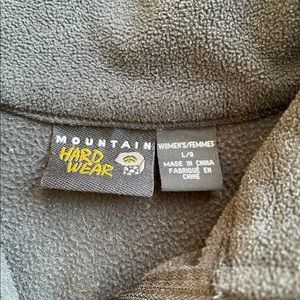 MOUNTAIN
HARD
WEAR
WOMEN'S/FEMMES
L/G
MADE IN CHINA
FABRIQUÉ EN
CHINE